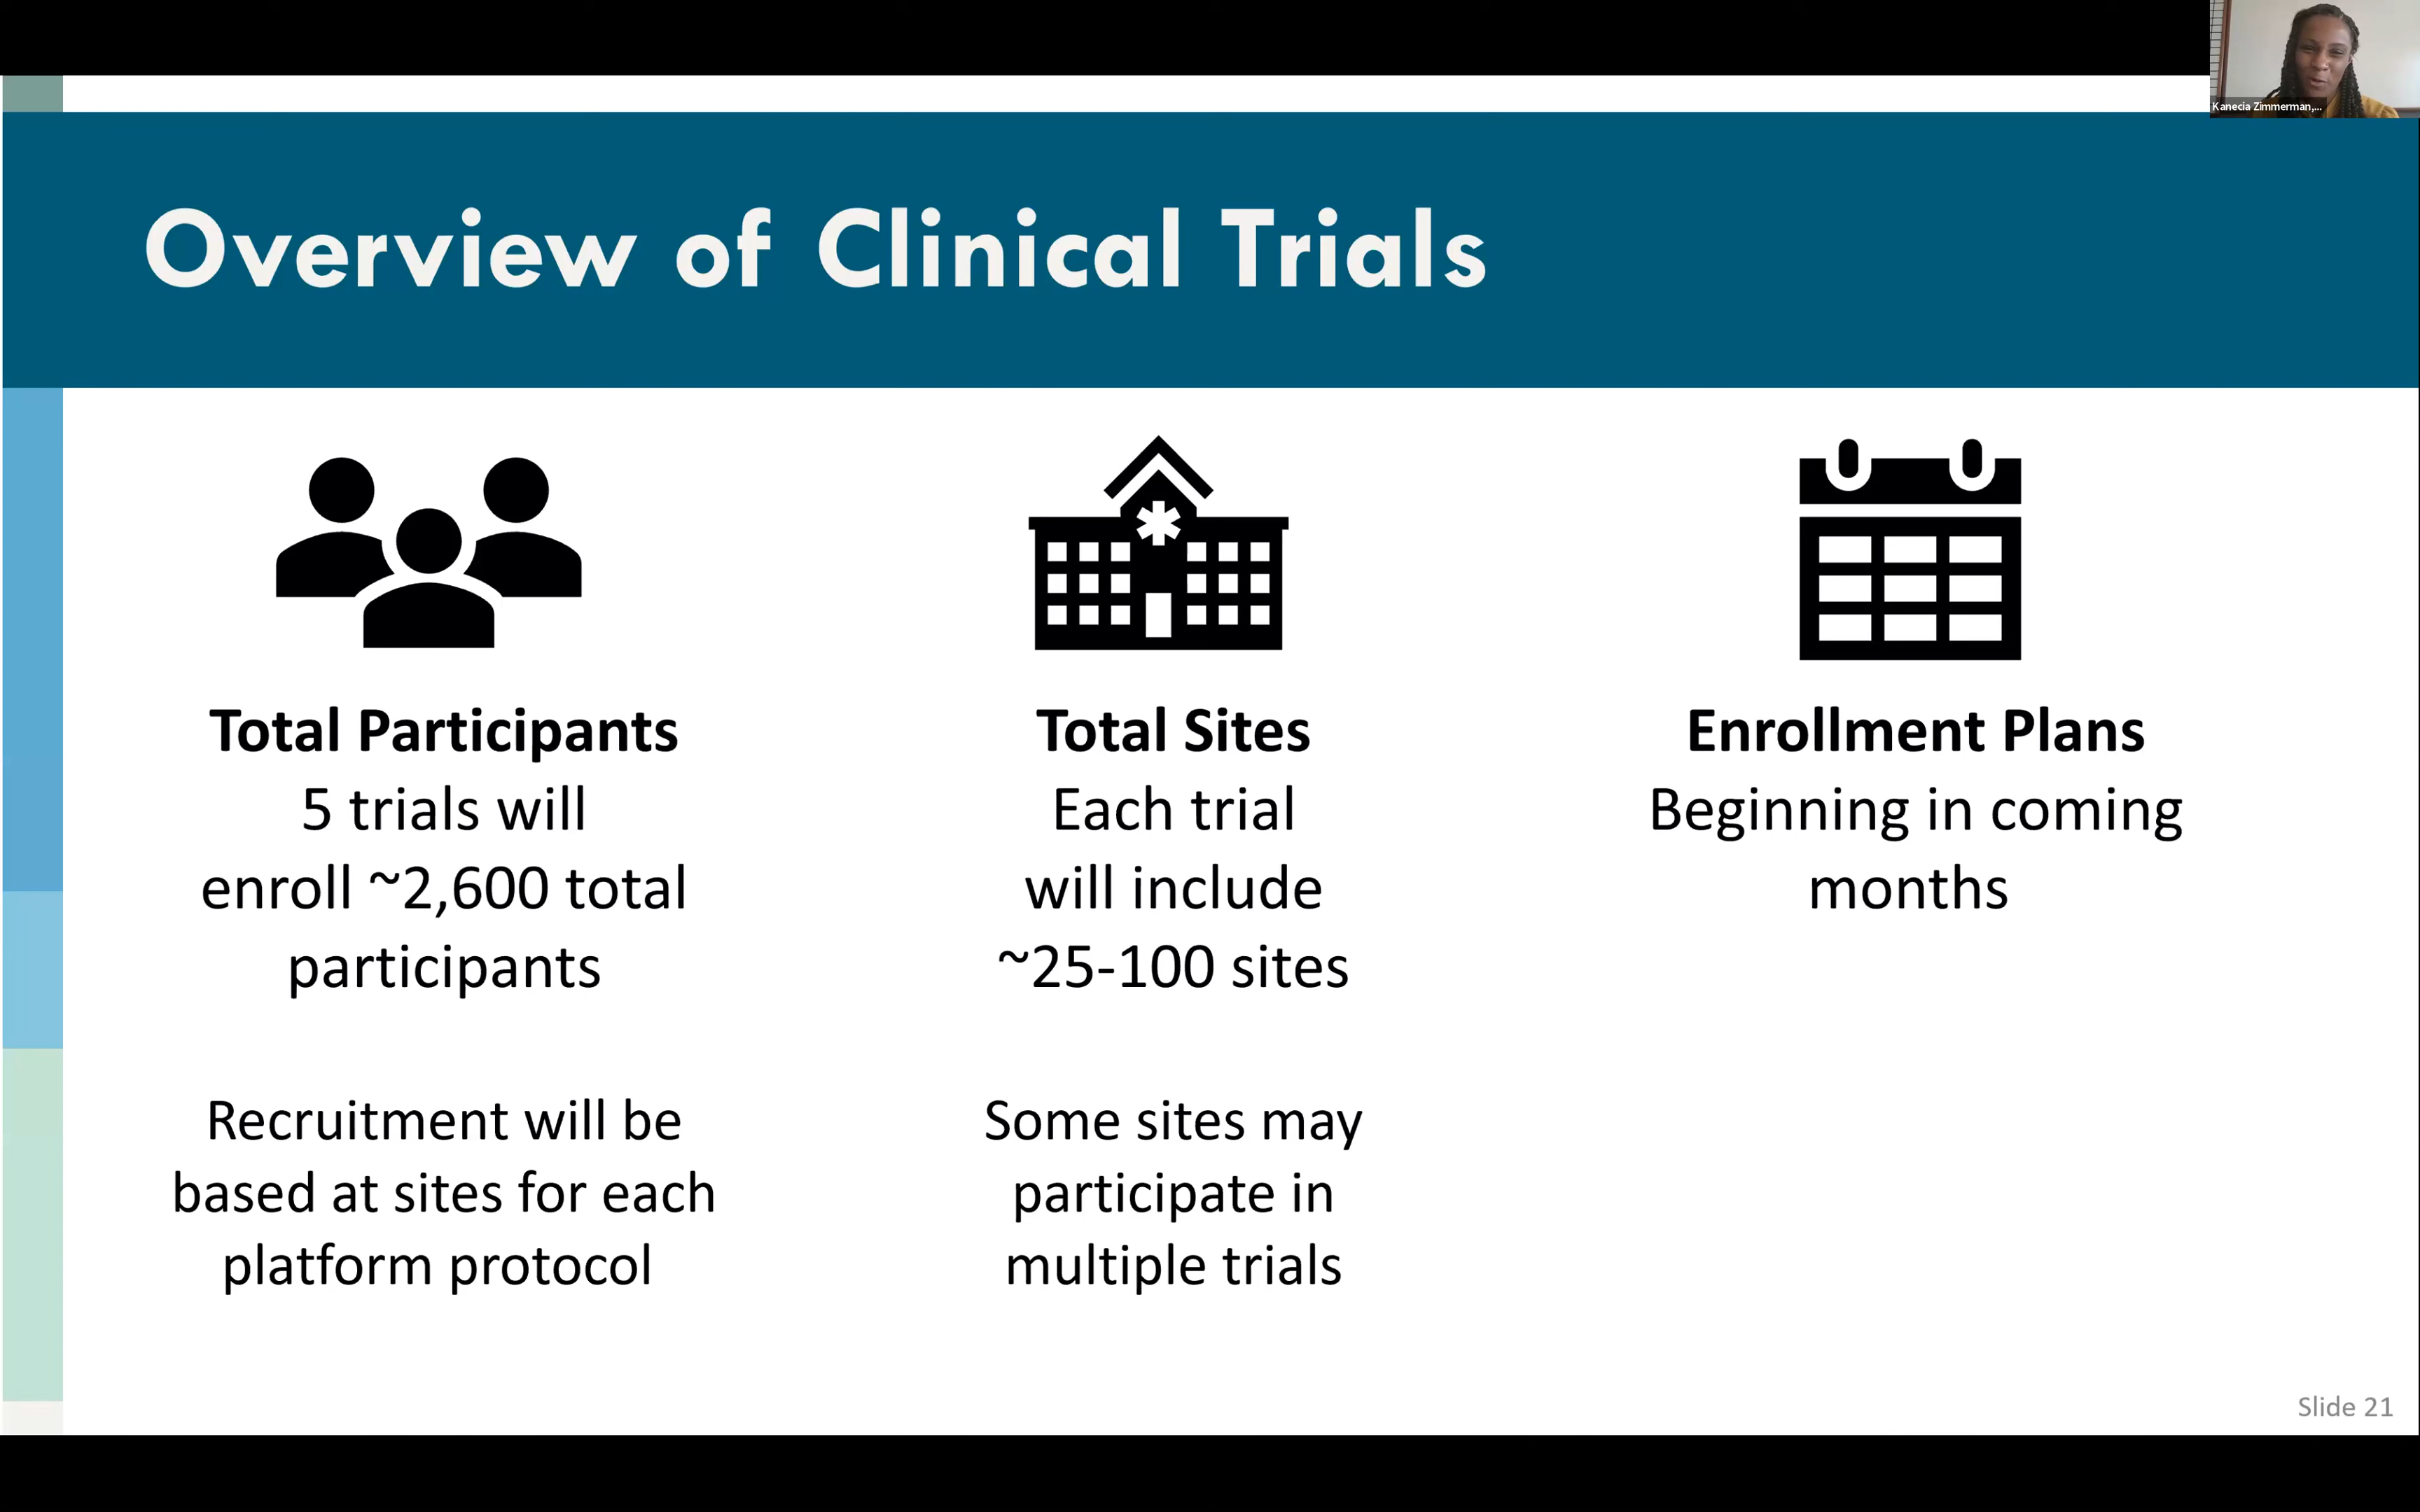 Kanecia Zimmerman,...
Overview of Clinical Trials
Total Participants
5 trials will
enroll ~2,600 total
participants
Recruitment will be
based at sites for each
platform protocol
Total Sites
Each trial
will include
~25-100 sites
Some sites may
participate in
multiple trials
Enrollment Plans
Beginning in coming
months
Slide 21